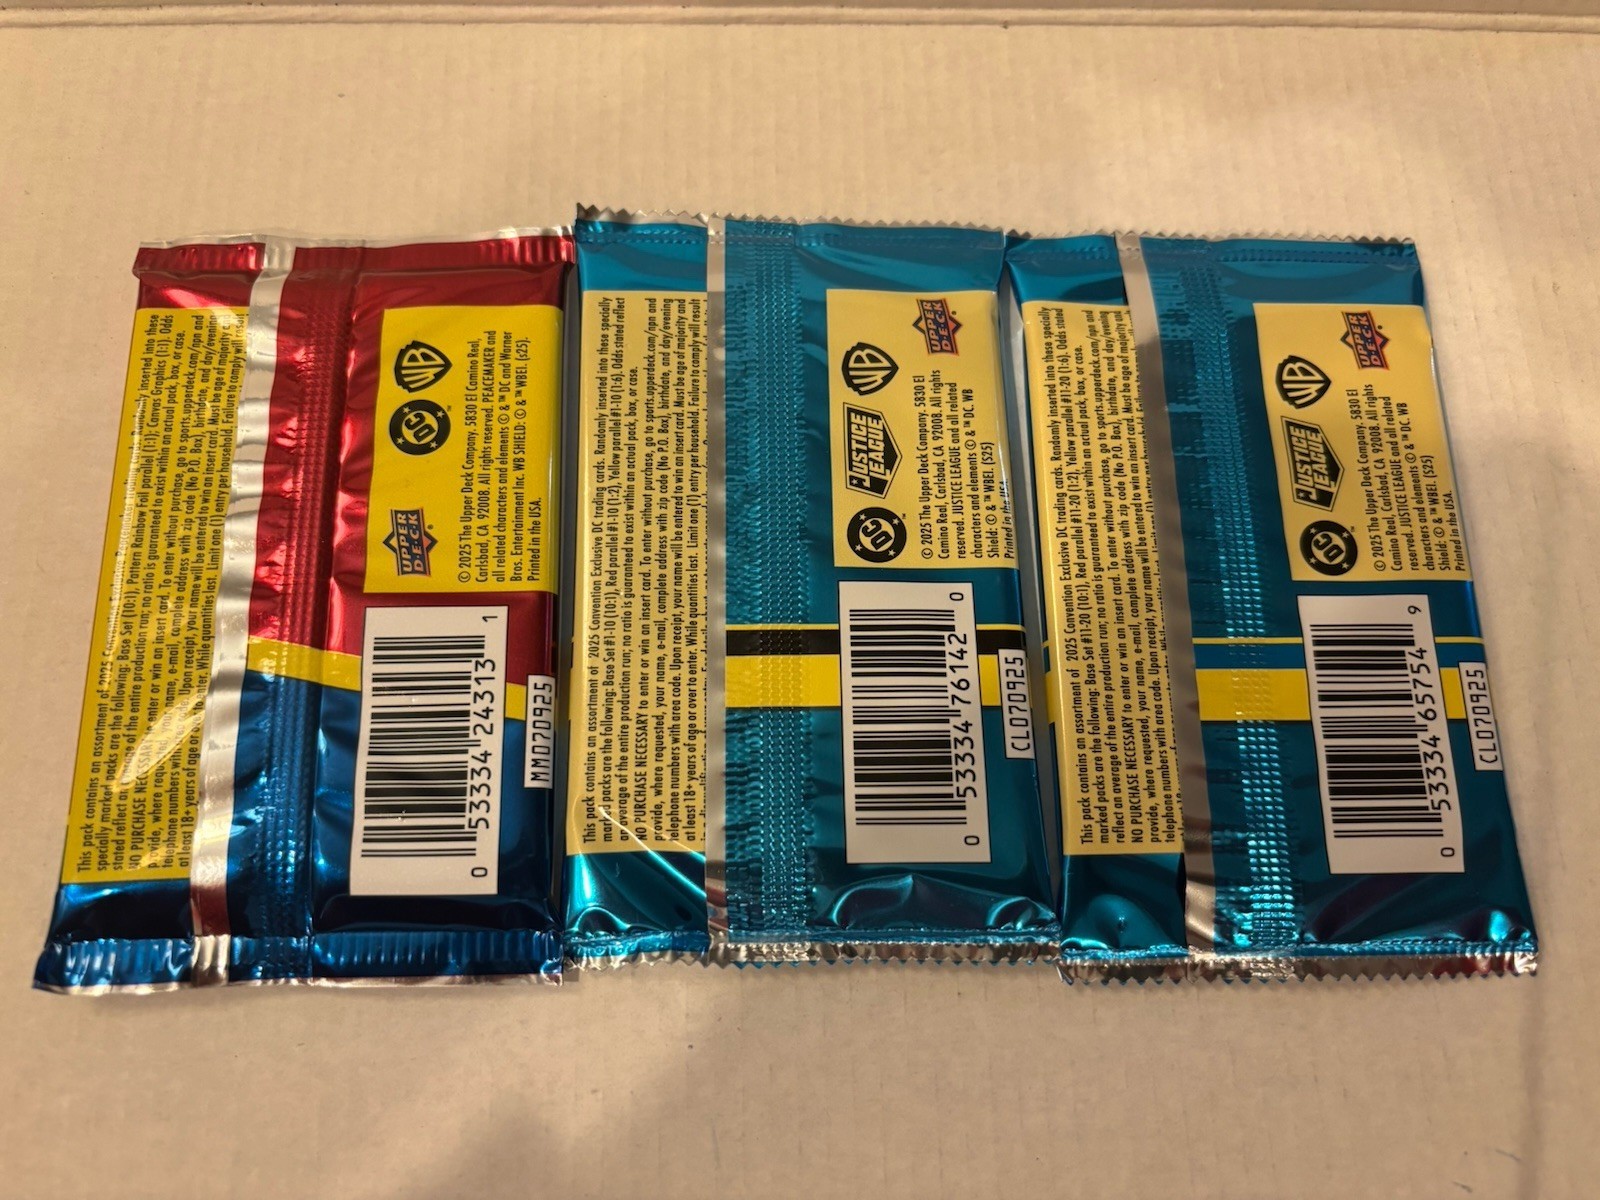 This pack contains an assortment of 2025 Convention Exclusive Peacemaker trading cards. Randomly inserted into these
specially marked packs are the following: Base Set (10:1), Pattern Rainbow Foil parallel (1:1). Canvas Graphics (1:1). Odds
stated reflect an average of the entire production run; no ratio is guaranteed to exist within an actual pack, box, or case.
NO PURCHASE NECESSARY to enter or win an insert card. To enter without purchase, go to sports.upperdeck.com/npn and
provide, where requested, your name, e-mail, complete address with zip code (No P.O. Box), birthdate, and day/evening
telephone numbers with area code. Upon receipt, your name will be entered to win an insert card. Must be age of majority
at least 18+ years of age or over to enter. While quantities last. Limit one (1) entry per household. Failure to comply will result
UPPER DECK
DC
WB
© 2025 The Upper Deck Company. 5830 El Camino Real,
Carlsbad, CA 92008. All rights reserved. PEACEMAKER and
all related characters and elements © & ™ DC and Warner
Bros. Entertainment Inc. WB SHIELD: © & ™ WBEI. (s25).
Printed in the USA.
0 53334 24313 1
MM070925
This pack contains an assortment of 2025 Convention Exclusive DC trading cards. Randomly inserted into these specially
marked packs are the following: Base Set #1-10 (10:1), Red parallel #1-10 (1:2), Yellow parallel #1-10 (1:6). Odds stated reflect
an average of the entire production run; no ratio is guaranteed to exist within an actual pack, box, or case.
NO PURCHASE NECESSARY to enter or win an insert card. To enter without purchase, go to sports.upperdeck.com/npn and
provide, where requested, your name, e-mail, complete address with zip code (No P.O. Box), birthdate, and day/evening
telephone numbers with area code. Upon receipt, your name will be entered to win an insert card. Must be age of majority and
at least 18+ years of age or over to enter. While quantities last. Limit one (1) entry per household. Failure to comply will result
DC
JUSTICE LEAGUE
WB
UPPER DECK
© 2025 The Upper Deck Company. 5830 El
Camino Real, Carlsbad, CA 92008. All rights
reserved. JUSTICE LEAGUE and all related
characters and elements © & ™ DC. WB
Shield: © & ™ WBEI. (S25)
Printed in the USA.
0 53334 76142 0
CL070925
This pack contains an assortment of 2025 Convention Exclusive DC trading cards. Randomly inserted into these specially
marked packs are the following: Base Set #11-20 (10:1), Red parallel #11-20 (1:2), Yellow parallel #11-20 (1:6). Odds stated
reflect an average of the entire production run; no ratio is guaranteed to exist within an actual pack, box, or case.
NO PURCHASE NECESSARY to enter or win an insert card. To enter without purchase, go to sports.upperdeck.com/npn and
provide, where requested, your name, e-mail, complete address with zip code (No P.O. Box), birthdate, and day/evening
telephone numbers with area code. Upon receipt, your name will be entered to win an insert card. Must be age of majority and
DC
JUSTICE LEAGUE
WB
UPPER DECK
© 2025 The Upper Deck Company. 5830 El
Camino Real, Carlsbad, CA 92008. All rights
reserved. JUSTICE LEAGUE and all related
characters and elements © & ™ DC. WB
Shield: © & ™ WBEI. (S25)
Printed in the USA.
0 53334 65754 9
CL070925